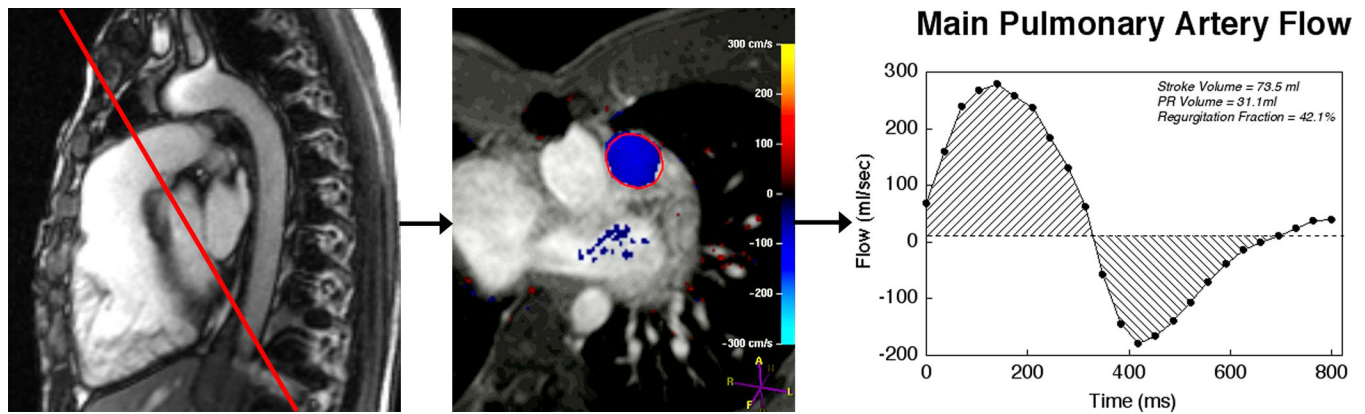 Main Pulmonary Artery Flow
300 cm/s
200
100
0
-100
-200
-300 cm/s
A
H
R
L
F
300
200
100
0
-100
-200
Flow (ml/sec)
Stroke Volume = 73.5 ml
PR Volume = 31.1ml
Regurgitation Fraction = 42.1%
0
200
400
600
800
Time (ms)